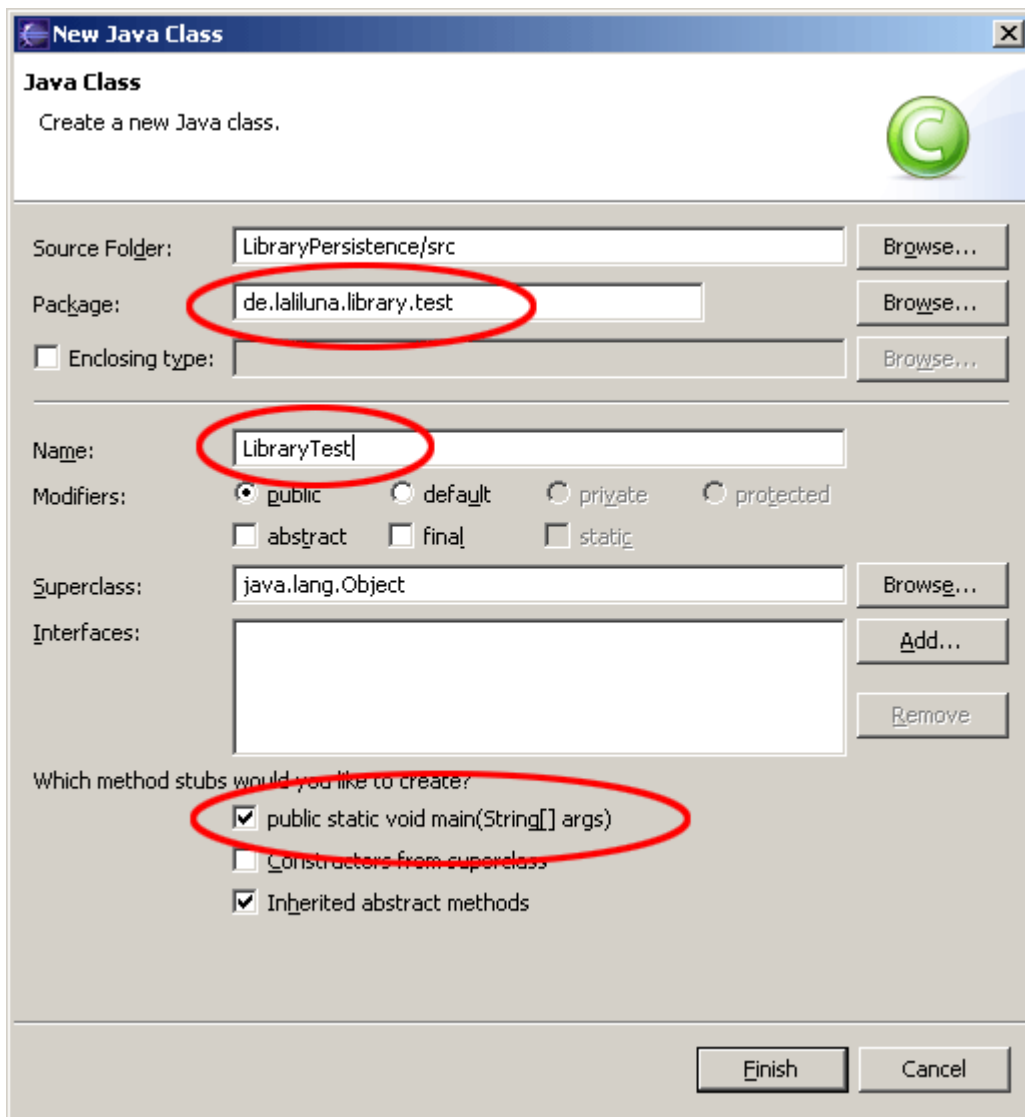 New Java Class
Java Class
Create a new Java class.
Source Folder: LibraryPersistence/src Browse...
Package: de.laliluna.library.test Browse...
Enclosing type: Browse...
Name: LibraryTest
Modifiers: public default private protected
abstract final static
Superclass: java.lang.Object Browse...
Interfaces: Add...
Remove
Which method stubs would you like to create?
public static void main(String[] args)
Constructors from superclass
Inherited abstract methods
Finish Cancel